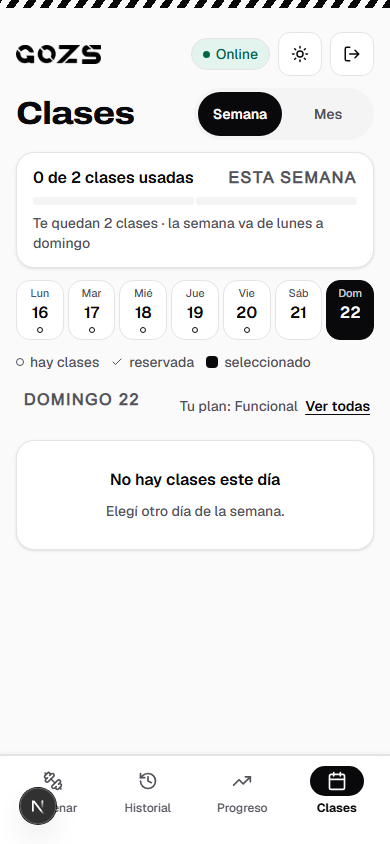 GOZS
Online
Clases
Semana
Mes
0 de 2 clases usadas
ESTA SEMANA
Te quedan 2 clases · la semana va de lunes a
domingo
Lun Mar Mié Jue Vie Sáb Dom
16 17 18 19 20 21 22
hay clases
reservada
seleccionado
DOMINGO 22
Tu plan: Funcional Ver todas
No hay clases este día
Elegí otro día de la semana.
N
Historial
Progreso
Clases